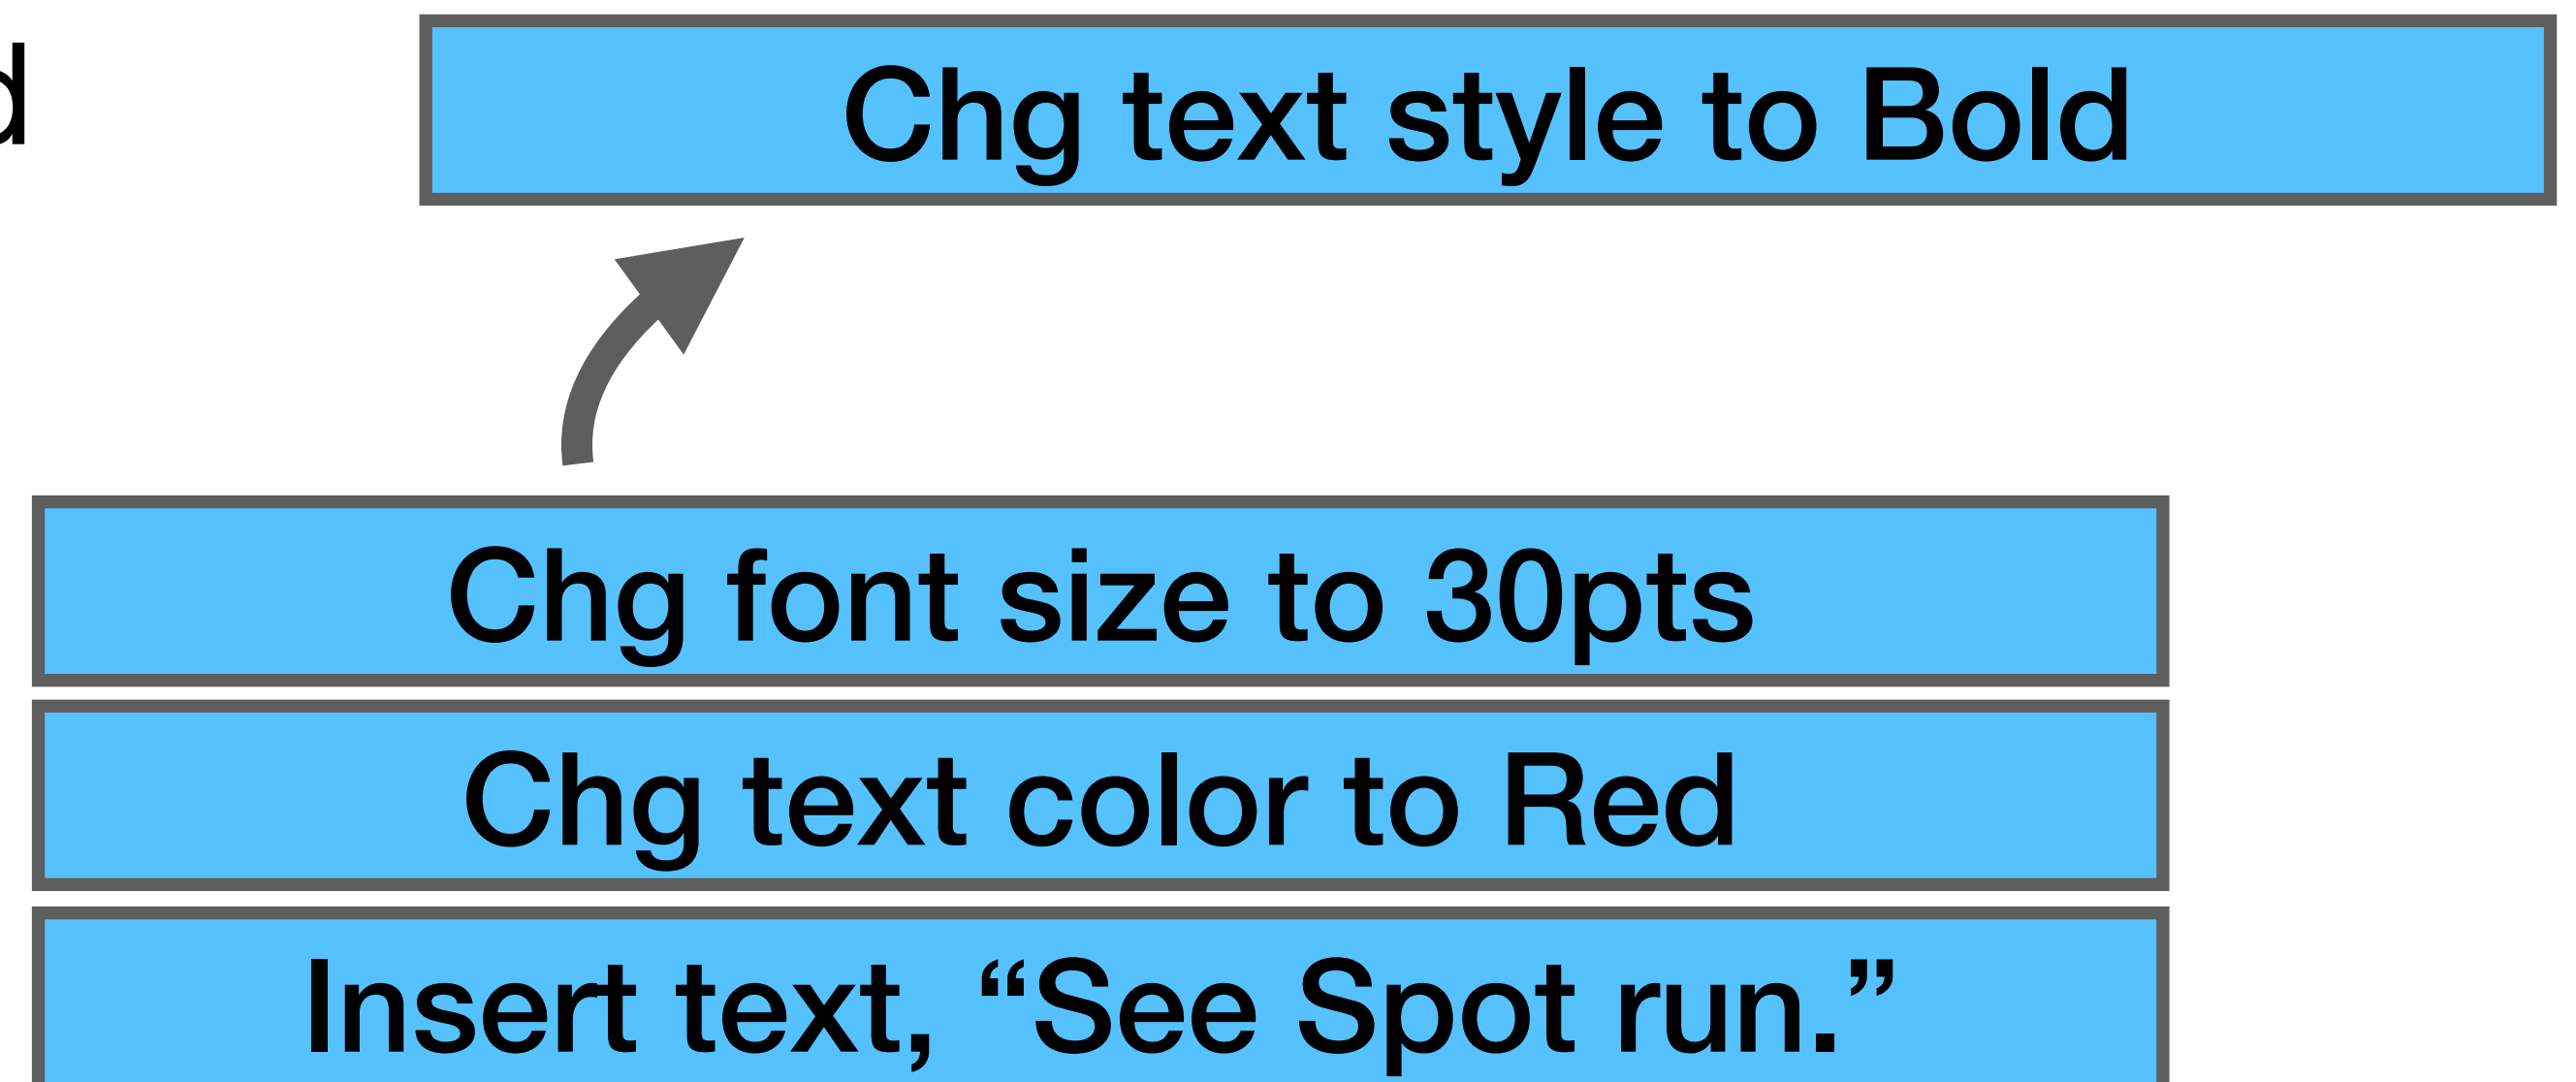 Chg text style to Bold
Chg font size to 30pts
Chg text color to Red
Insert text, “See Spot run.”